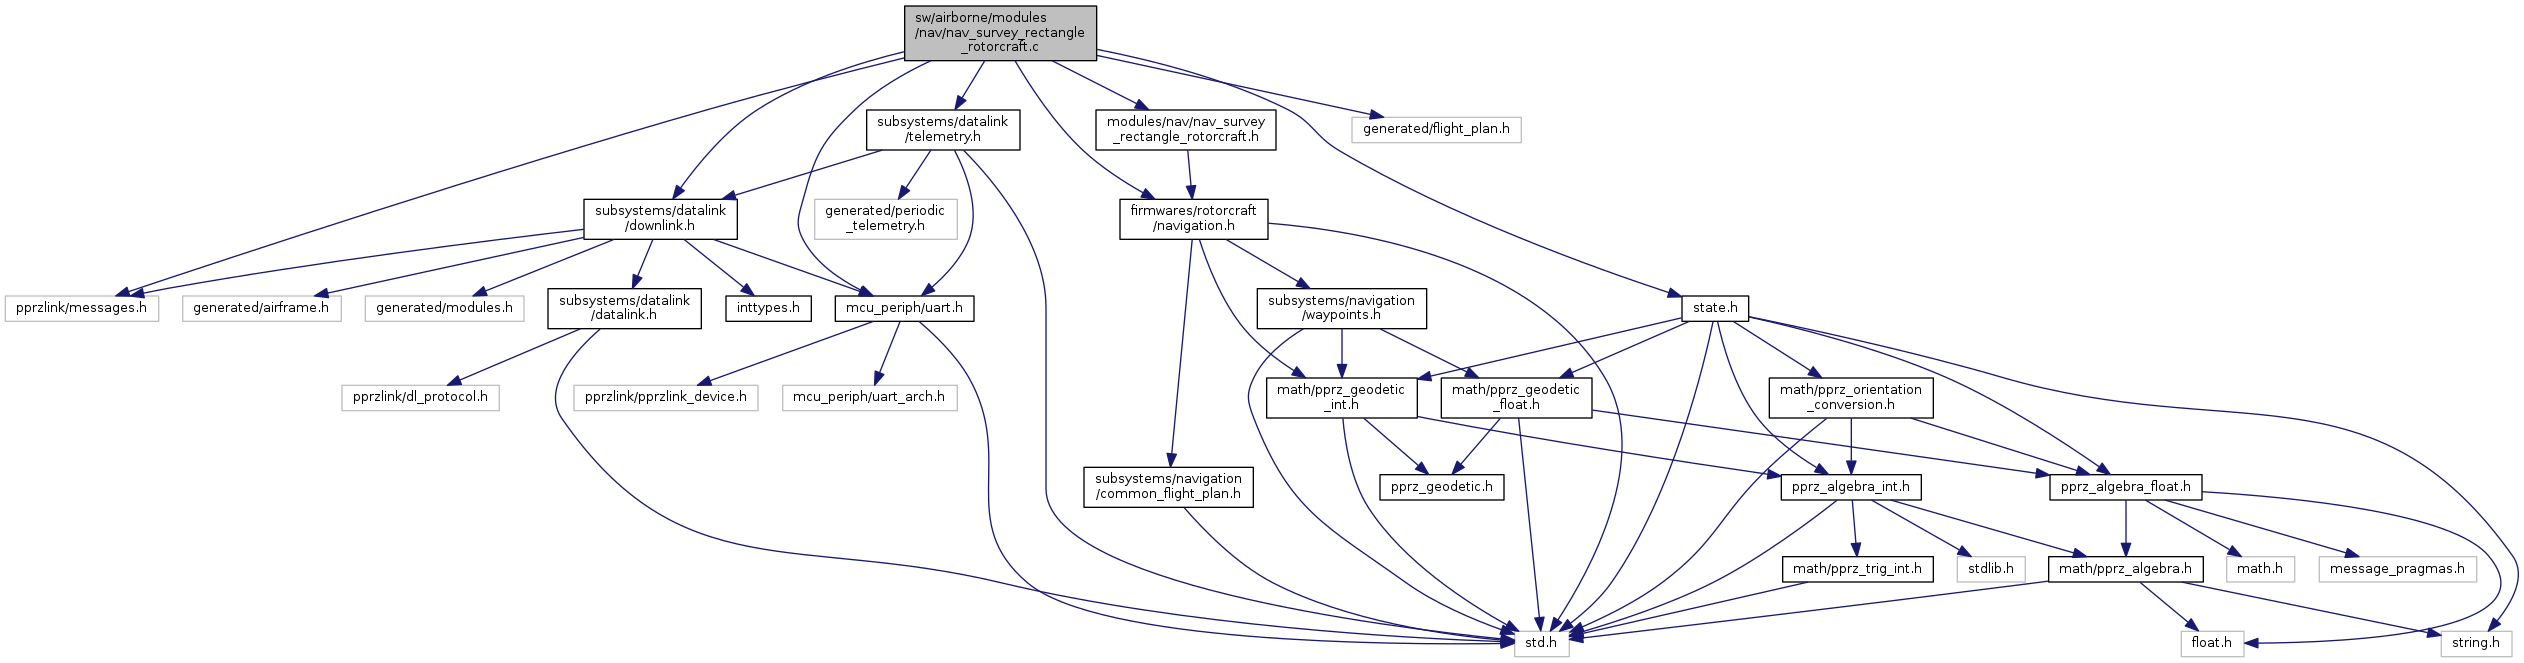 sw/airborne/modules
/nav/nav_survey_rectangle
_rotorcraft.c
subsystems/datalink
/telemetry.h
modules/nav/nav_survey
_rectangle_rotorcraft.h
generated/flight_plan.h
subsystems/datalink
/downlink.h
generated/periodic
_telemetry.h
firmwares/rotorcraft
/navigation.h
pprzlink/messages.h
generated/airframe.h
generated/modules.h
subsystems/datalink
/datalink.h
inttypes.h
mcu_periph/uart.h
subsystems/navigation
/waypoints.h
state.h
pprzlink/dl_protocol.h
pprzlink/pprzlink_device.h
mcu_periph/uart_arch.h
math/pprz_geodetic
_int.h
math/pprz_geodetic
_float.h
math/pprz_orientation
_conversion.h
subsystems/navigation
/common_flight_plan.h
pprz_geodetic.h
pprz_algebra_int.h
pprz_algebra_float.h
math/pprz_trig_int.h
stdlib.h
math/pprz_algebra.h
math.h
message_pragmas.h
std.h
float.h
string.h